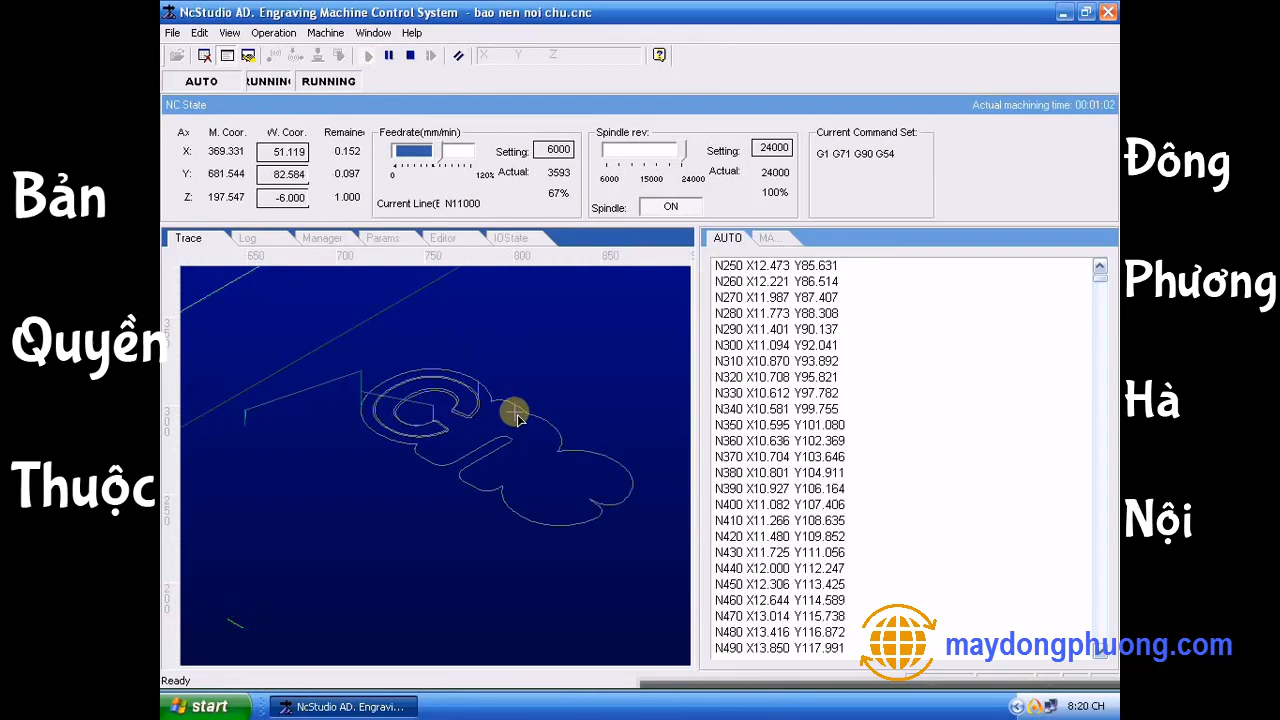 NcStudio AD. Engraving Machine Control System - bao nen noi chu.cnc
File Edit View Operation Machine Window Help
X Y Z
AUTO RUNNING RUNNING
NC State Actual machining time: 00:01:02
Ax M. Coor. W. Coor. Remaine
X: 369.331 51.119 0.152
Y: 681.544 82.584 0.097
Z: 197.547 -6.000 1.000
Feedrate(mm/min)
Setting: 6000
0 120%
Actual: 3593
67%
Current Line(E N11000
Spindle rev:
Setting: 24000
6000 15000 24000
Actual: 24000
100%
Spindle: ON
Current Command Set:
G1 G71 G90 G54
Trace Log Manager Params Editor IOState
650 700 750 800 850
300
250
200
AUTO MA...
N250 X12.473 Y85.631
N260 X12.221 Y86.514
N270 X11.987 Y87.407
N280 X11.773 Y88.308
N290 X11.401 Y90.137
N300 X11.094 Y92.041
N310 X10.870 Y93.892
N320 X10.708 Y95.821
N330 X10.612 Y97.782
N340 X10.581 Y99.755
N350 X10.595 Y101.080
N360 X10.636 Y102.369
N370 X10.704 Y103.646
N380 X10.801 Y104.911
N390 X10.927 Y106.164
N400 X11.082 Y107.406
N410 X11.266 Y108.635
N420 X11.480 Y109.852
N430 X11.725 Y111.056
N440 X12.000 Y112.247
N450 X12.306 Y113.425
N460 X12.644 Y114.589
N470 X13.014 Y115.738
N480 X13.416 Y116.872
N490 X13.850 Y117.991
Ready
start NcStudio AD. Engravi... 8:20 CH
Bản
Quyền
Thuộc
Đông
Phương
Hà
Nội
maydongphuong.com